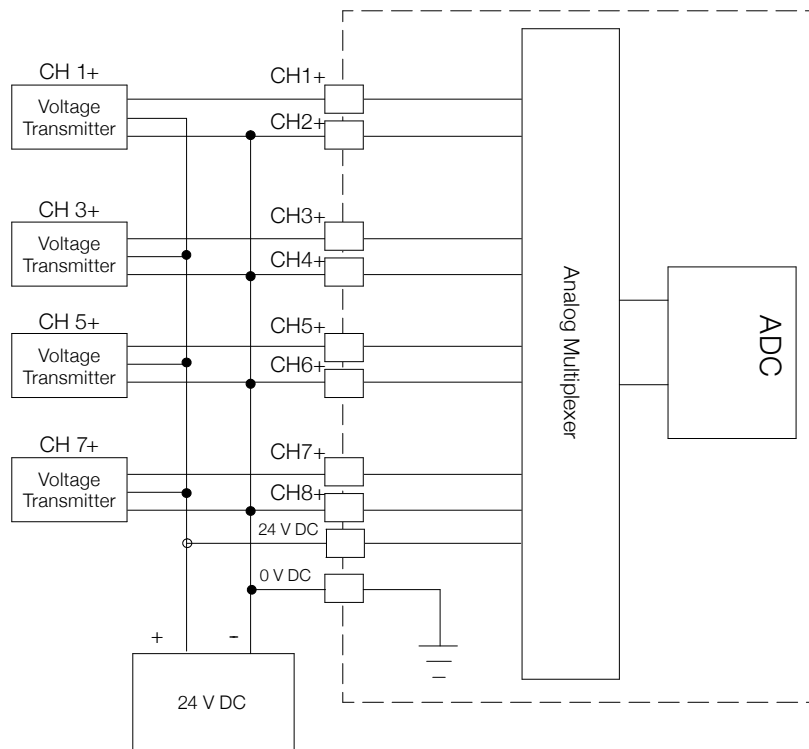 CH 1+
Voltage
Transmitter
CH1+
CH2+
CH 3+
Voltage
Transmitter
CH3+
CH4+
CH 5+
Voltage
Transmitter
CH5+
CH6+
CH 7+
Voltage
Transmitter
CH7+
CH8+
24 V DC
0 V DC
+ -
24 V DC
Analog Multiplexer
ADC